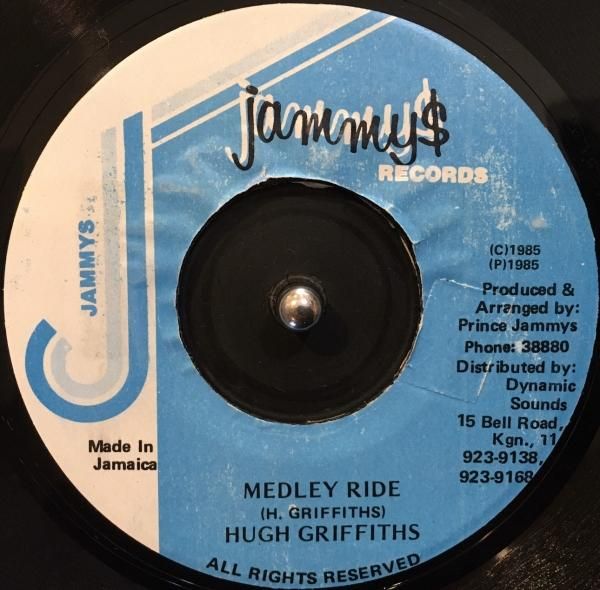 jammy$
RECORDS
JAMMYS
(C)1985
(P)1985
Produced &
Arranged by:
Prince Jammys
Phone: 38880
Distributed by:
Dynamic
Sounds
15 Bell Road,
Kgn., 11
923-9138,
923-9168
Made In
Jamaica
MEDLEY RIDE
(H. GRIFFITHS)
HUGH GRIFFITHS
ALL RIGHTS RESERVED